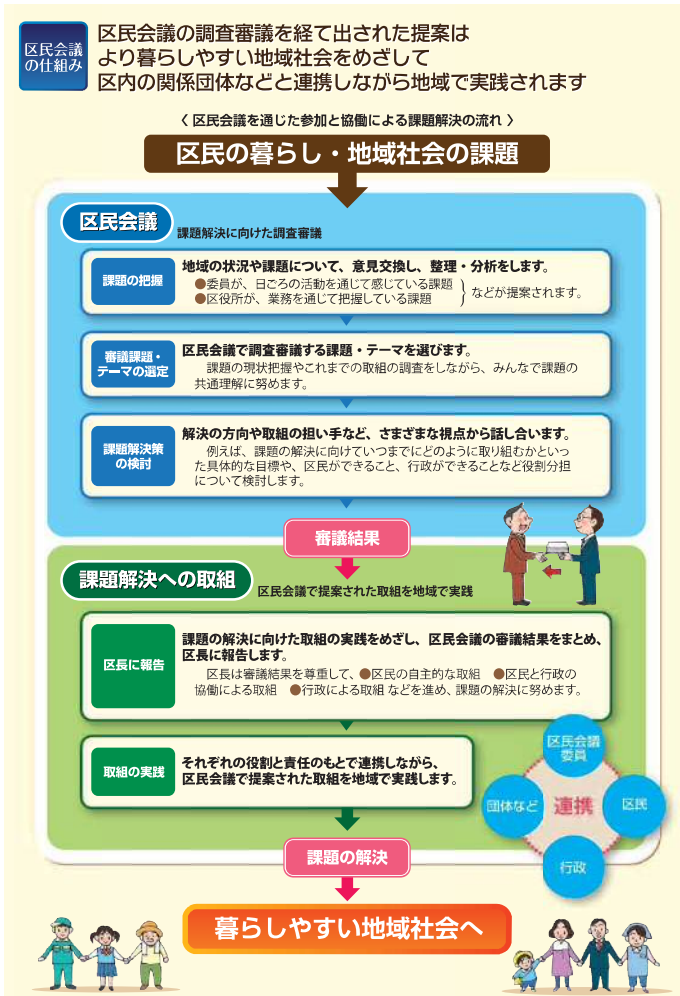 区民会議
の仕組み
区民会議の調査審議を経て出された提案は
より暮らしやすい地域社会をめざして
区内の関係団体などと連携しながら地域で実践されます
〈 区民会議を通じた参加と協働による課題解決の流れ 〉
区民の暮らし・地域社会の課題
区民会議
課題解決に向けた調査審議
課題の把握
地域の状況や課題について、意見交換し、整理・分析をします。
●委員が、日ごろの活動を通じて感じている課題
●区役所が、業務を通じて把握している課題
などが提案されます。
審議課題・
テーマの選定
区民会議で調査審議する課題・テーマを選びます。
課題の現状把握やこれまでの取組の調査をしながら、みんなで課題の
共通理解に努めます。
課題解決策
の検討
解決の方向や取組の担い手など、さまざまな視点から話し合います。
例えば、課題の解決に向けていつまでにどのように取り組むかといっ
た具体的な目標や、区民ができること、行政ができることなど役割分担
について検討します。
審議結果
課題解決への取組
区民会議で提案された取組を地域で実践
区長に報告
課題の解決に向けた取組の実践をめざし、区民会議の審議結果をまとめ、
区長に報告します。
区長は審議結果を尊重して、●区民の自主的な取組 ●区民と行政の
協働による取組 ●行政による取組 などを進め、課題の解決に努めます。
取組の実践
それぞれの役割と責任のもとで連携しながら、
区民会議で提案された取組を地域で実践します。
区民会議
委員
団体など
連携
区民
行政
課題の解決
暮らしやすい地域社会へ